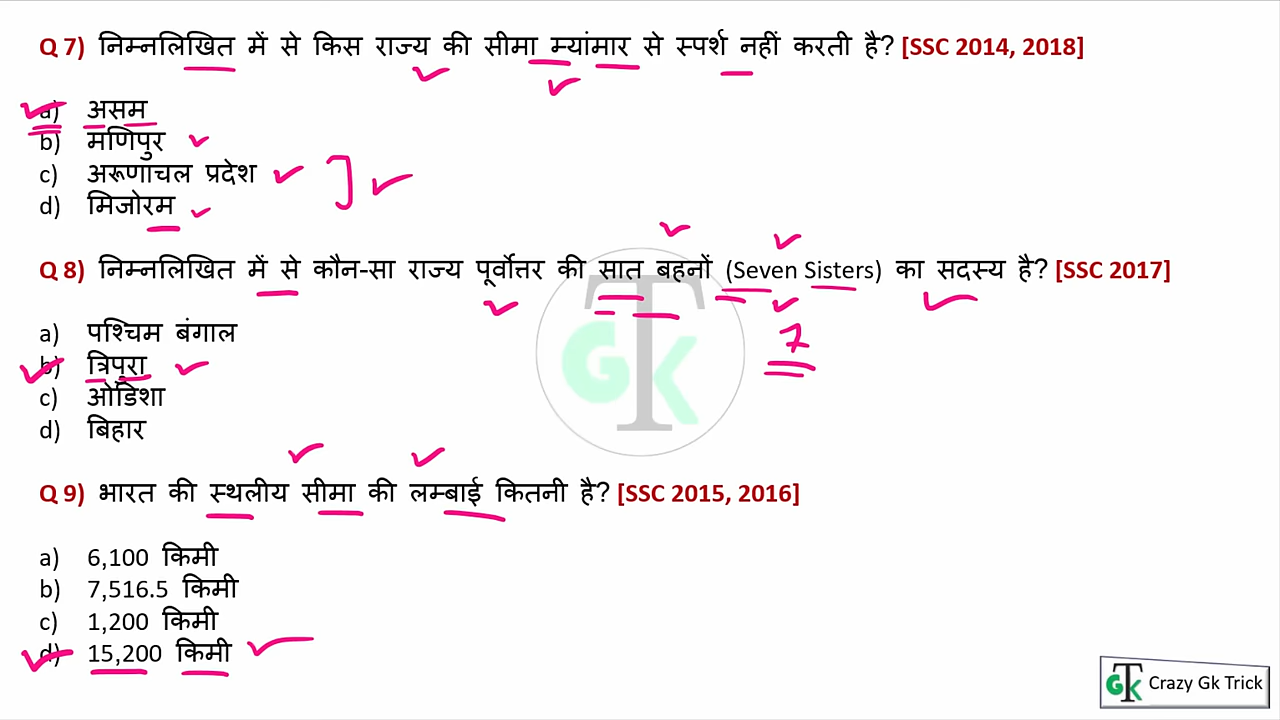 Q 7) निम्नलिखित में से किस राज्य की सीमा म्यांमार से स्पर्श नहीं करती है? [SSC 2014, 2018]
a) असम
b) मणिपुर
c) अरूणाचल प्रदेश
d) मिजोरम
Q 8) निम्नलिखित में से कौन-सा राज्य पूर्वोत्तर की सात बहनों (Seven Sisters) का सदस्य है? [SSC 2017]
7
a) पश्चिम बंगाल
b) त्रिपुरा
c) ओडिशा
d) बिहार
GTK
Q 9) भारत की स्थलीय सीमा की लम्बाई कितनी है? [SSC 2015, 2016]
a) 6,100 किमी
b) 7,516.5 किमी
c) 1,200 किमी
d) 15,200 किमी
GTK Crazy Gk Trick